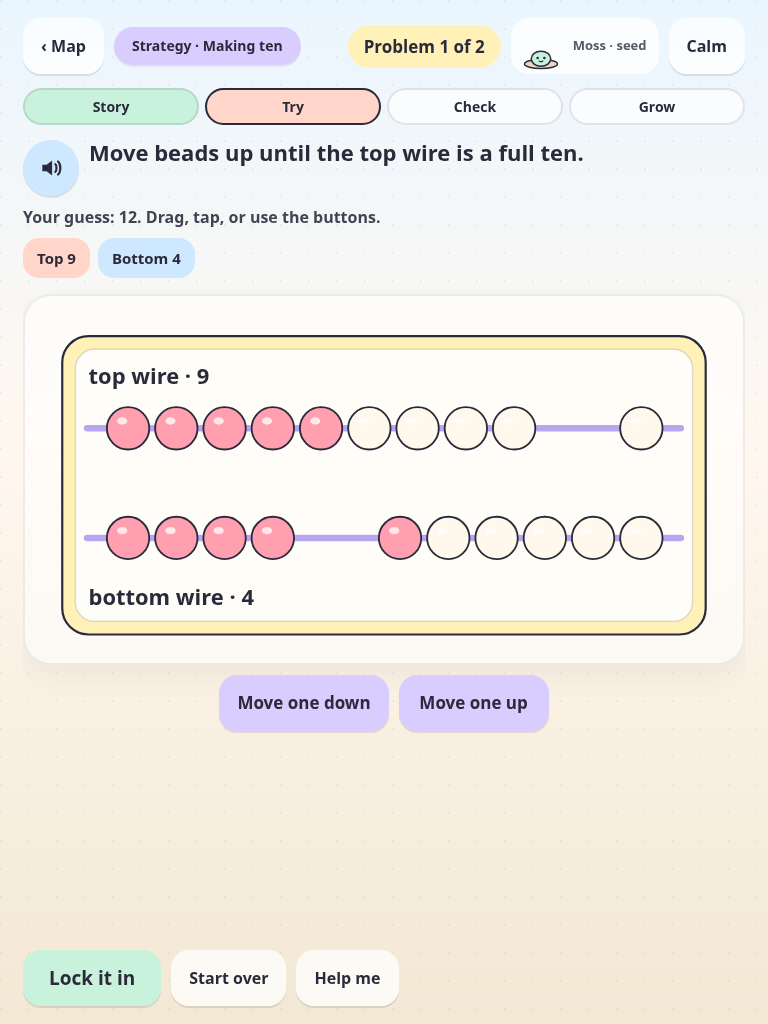 ‹ Map
Strategy · Making ten
Problem 1 of 2
Moss · seed
Calm
Story
Try
Check
Grow
Move beads up until the top wire is a full ten.
Your guess: 12. Drag, tap, or use the buttons.
Top 9
Bottom 4
top wire · 9
bottom wire · 4
Move one down
Move one up
Lock it in
Start over
Help me